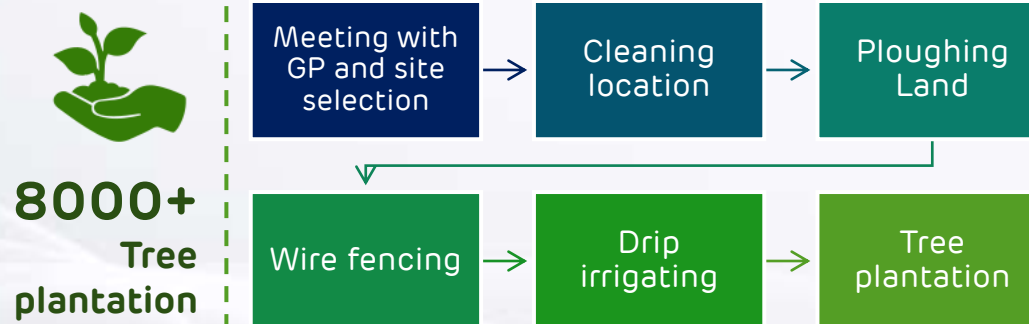 8000+
Tree
plantation
Meeting with
GP and site
selection
Cleaning
location
Ploughing
Land
Wire fencing
Drip
irrigating
Tree
plantation